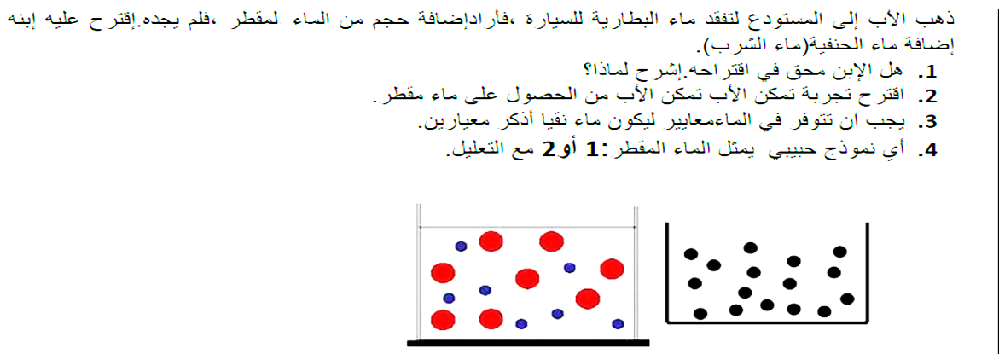 ذهب الأب إلى المستودع لتفقد ماء البطارية للسيارة ،فأرادإضافة حجم من الماء لمقطر ،فلم يجده.إقترح عليه إبنه
إضافة ماء الحنفية(ماء الشرب).
1. هل الإبن محق في اقتراحه.إشرح لماذا؟
2. اقترح تجربة تمكن الأب تمكن الأب من الحصول على ماء مقطر.
3. يجب ان تتوفر في الماءمعايير ليكون ماء نقيا أذكر معيارين.
4. أي نموذج حبيبي يمثل الماء المقطر :1 أو2 مع التعليل.